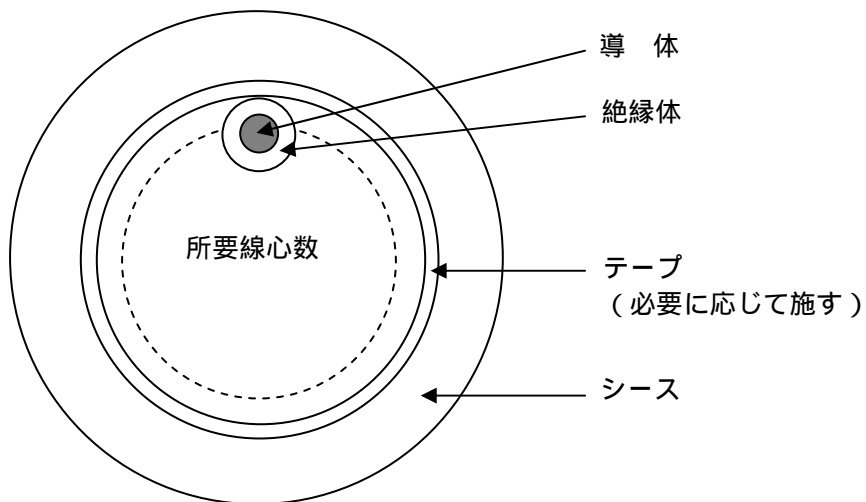 導　体
絶縁体
所要線心数
テープ
（必要に応じて施す）
シース